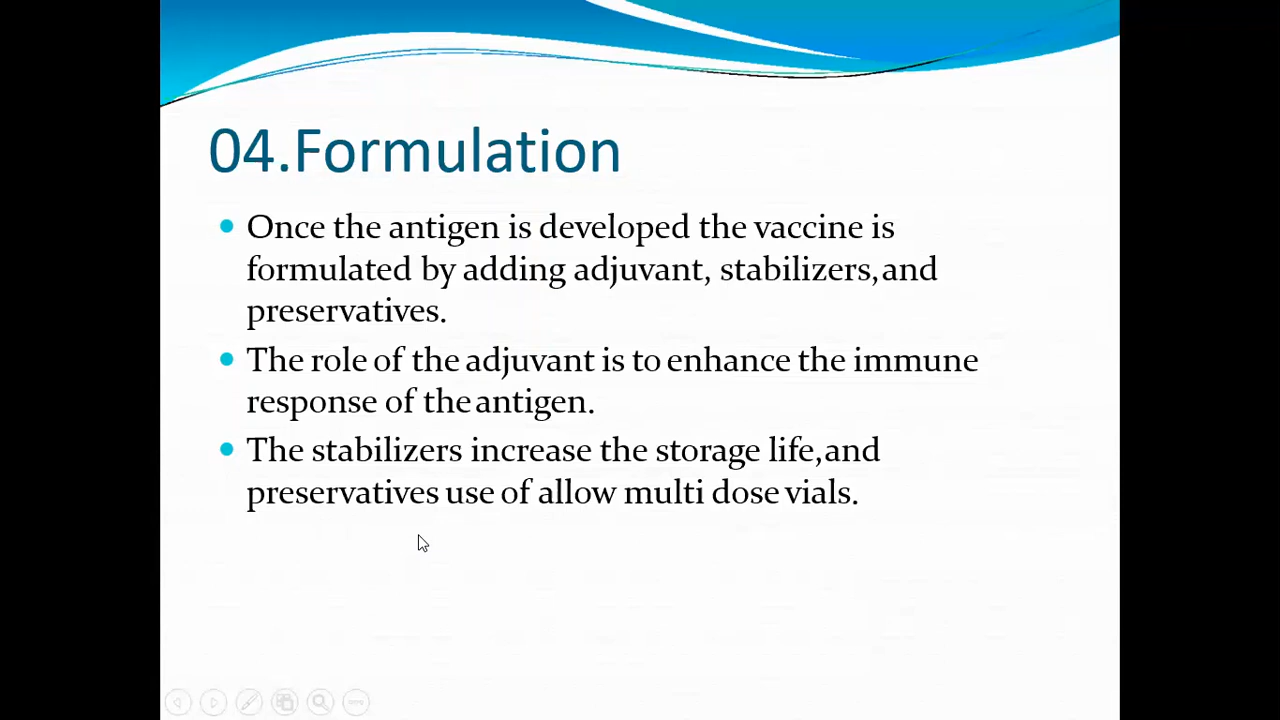 04.Formulation
Once the antigen is developed the vaccine is
formulated by adding adjuvant, stabilizers,and
preservatives.
The role of the adjuvant is to enhance the immune
response of the antigen.
The stabilizers increase the storage life,and
preservatives use of allow multi dose vials.